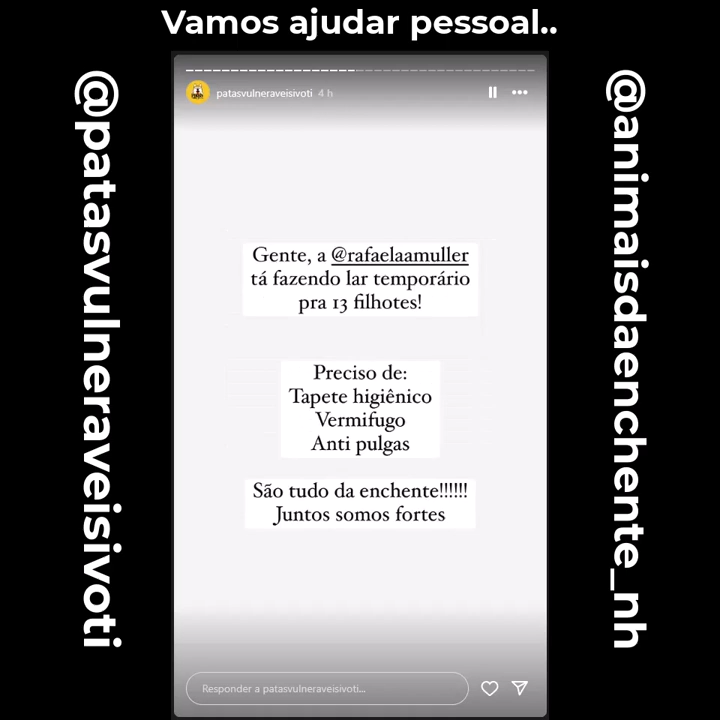 Vamos ajudar pessoal..
@patasvulneraveisivoti
patasvulneraveisivoti 4 h
Gente, a @rafaelaamuller
tá fazendo lar temporário
pra 13 filhotes!
Preciso de:
Tapete higiênico
Vermifugo
Anti pulgas
São tudo da enchente!!!!!!
Juntos somos fortes
Responder a patasvulneraveisivoti...
@animaisdaenchente_nh